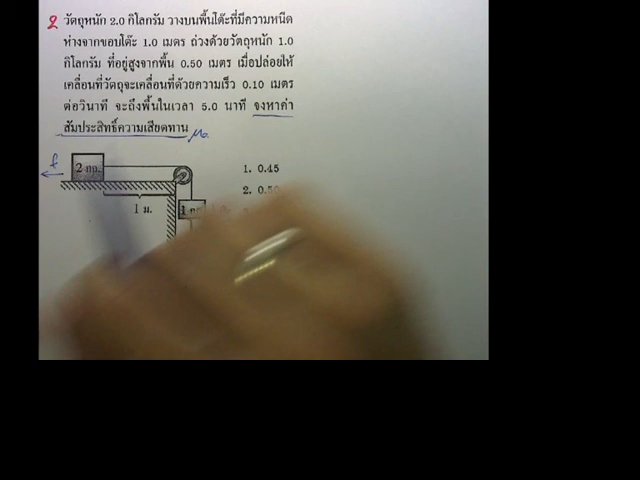 2 วัตถุหนัก 2.0 กิโลกรัม วางบนพื้นโต๊ะที่มีความหนืด
ห่างจากขอบโต๊ะ 1.0 เมตร ถ่วงด้วยวัตถุหนัก 1.0
กิโลกรัม ที่อยู่สูงจากพื้น 0.50 เมตร เมื่อปล่อยให้
เคลื่อนที่วัตถุจะเคลื่อนที่ด้วยความเร็ว 0.10 เมตร
ต่อวินาที จะถึงพื้นในเวลา 5.0 นาที จงหาค่า
สัมประสิทธิ์ความเสียดทาน
f
2 กก.
1. 0.45
2. 0.50
1 ม.
1 กก.